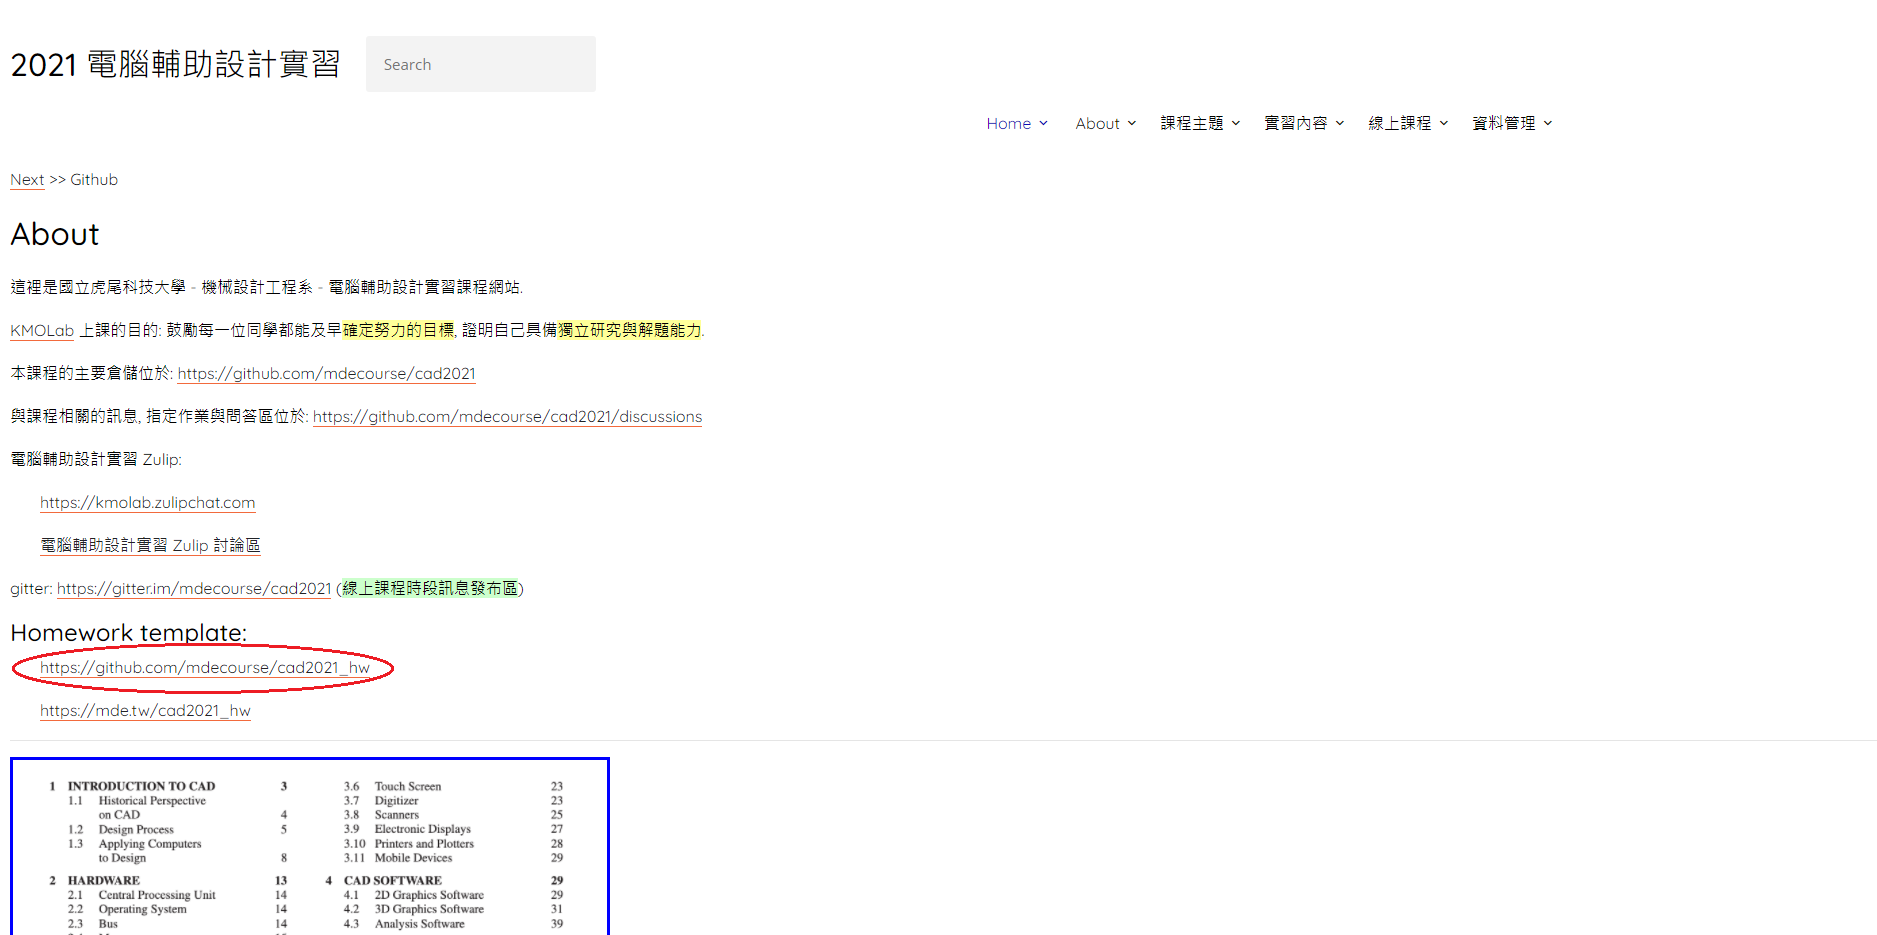 2021 電腦輔助設計實習
Search
Home
About
課程主題
實習內容
線上課程
資料管理
Next >> Github
About
這裡是國立虎尾科技大學 - 機械設計工程系 - 電腦輔助設計實習課程網站.
KMOLab 上課的目的: 鼓勵每一位同學都能及早確定努力的目標, 證明自己具備獨立研究與解題能力.
本課程的主要倉儲位於: https://github.com/mdecourse/cad2021
與課程相關的訊息, 指定作業與問答區位於: https://github.com/mdecourse/cad2021/discussions
電腦輔助設計實習 Zulip:
https://kmolab.zulipchat.com
電腦輔助設計實習 Zulip 討論區
gitter: https://gitter.im/mdecourse/cad2021 (線上課程時段訊息發布區)
Homework template:
https://github.com/mdecourse/cad2021_hw
https://mde.tw/cad2021_hw
1 INTRODUCTION TO CAD 3
1.1 Historical Perspective
on CAD 4
1.2 Design Process 5
1.3 Applying Computers
to Design 8
2 HARDWARE 13
2.1 Central Processing Unit 14
2.2 Operating System 14
2.3 Bus 14
3.6 Touch Screen 23
3.7 Digitizer 23
3.8 Scanners 25
3.9 Electronic Displays 27
3.10 Printers and Plotters 28
3.11 Mobile Devices 29
4 CAD SOFTWARE 29
4.1 2D Graphics Software 29
4.2 3D Graphics Software 31
4.3 Analysis Software 39